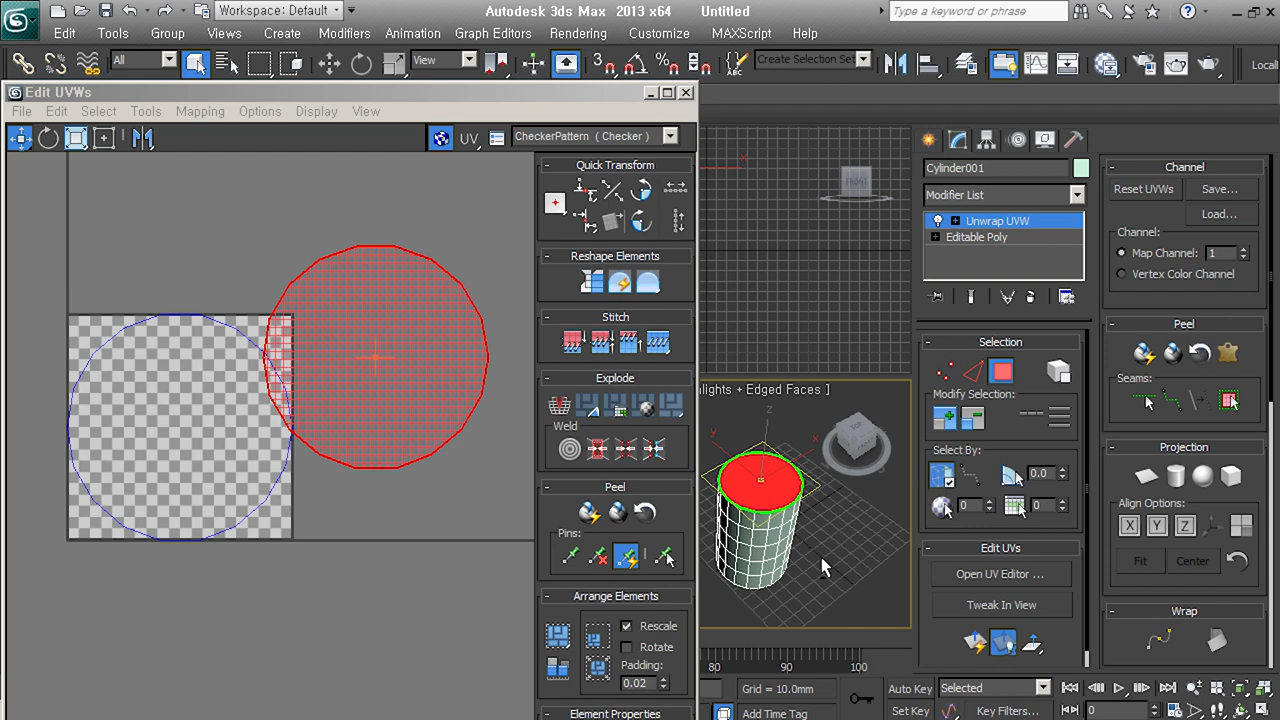 Workspace: Default
Autodesk 3ds Max 2013 x64 Untitled
Type a keyword or phrase
Edit Tools Group Views Create Modifiers Animation Graph Editors Rendering Customize MAXScript Help
All
View
Create Selection Set
Locali
Edit UVWs
File Edit Select Tools Mapping Options Display View
UV
CheckerPattern ( Checker )
Quick Transform
Reshape Elements
Stitch
Explode
Weld
Peel
Pins:
Arrange Elements
Rescale
Rotate
Padding:
0.02
Element Properties
x
FRONT
hlights + Edged Faces ]
z
y
x
80 90 100
Grid = 10.0mm
Add Time Tag
Cylinder001
Modifier List
Unwrap UVW
Editable Poly
Selection
Modify Selection:
Select By:
0.0
0
0
Edit UVs
Open UV Editor ...
Tweak In View
Channel
Reset UVWs
Save...
Load...
Channel:
Map Channel: 1
Vertex Color Channel
Peel
Seams:
Projection
Align Options:
X Y Z
Fit
Center
Wrap
Auto Key
Selected
Set Key
Key Filters...
0